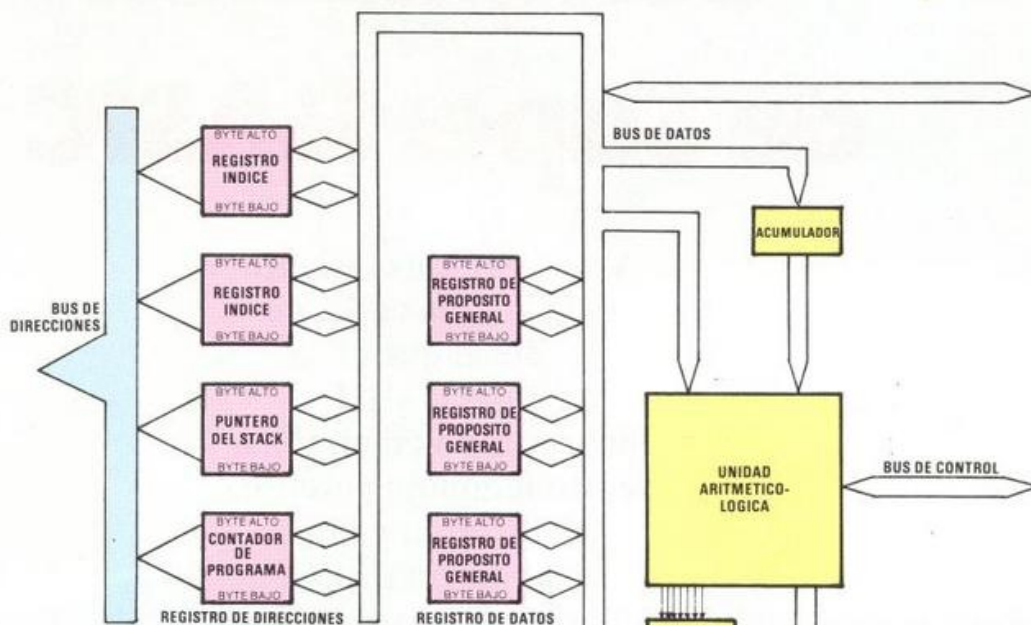 BUS DE DATOS
BYTE ALTO
REGISTRO
INDICE
BYTE BAJO
ACUMULADOR
BYTE ALTO
REGISTRO
INDICE
BYTE BAJO
BYTE ALTO
REGISTRO DE
PROPOSITO
GENERAL
BYTE BAJO
BUS DE
DIRECCIONES
BYTE ALTO
PUNTERO
DEL STACK
BYTE BAJO
BYTE ALTO
REGISTRO DE
PROPOSITO
GENERAL
BYTE BAJO
UNIDAD
ARITMETICO-
LOGICA
BUS DE CONTROL
BYTE ALTO
CONTADOR
DE
PROGRAMA
BYTE BAJO
BYTE ALTO
REGISTRO DE
PROPOSITO
GENERAL
BYTE BAJO
REGISTRO DE DIRECCIONES
REGISTRO DE DATOS